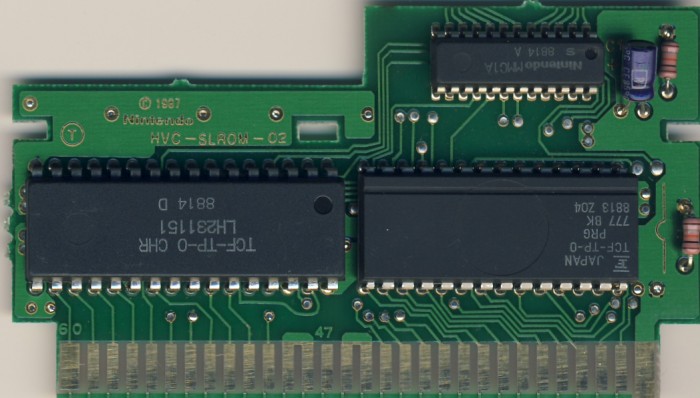 Nintendo MMC1A
8814 A
© 1987
Nintendo
HVC-SLROM-02
TCF-TP-0 CHR
LH231151
8814 D
JAPAN
TCF-TP-0
PRG
777 BK
8813 Z04
60
47